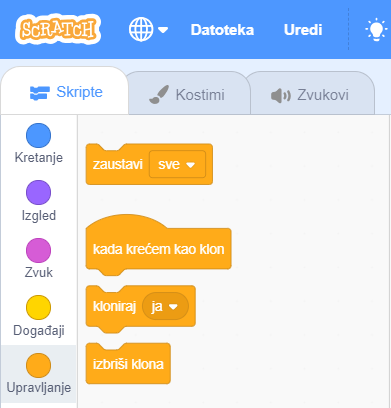 SCRATCH
Datoteka
Uredi
Skripte
Kostimi
Zvukovi
Kretanje
Izgled
Zvuk
Događaji
Upravljanje
zaustavi sve
kada krećem kao klon
kloniraj ja
izbriši klona